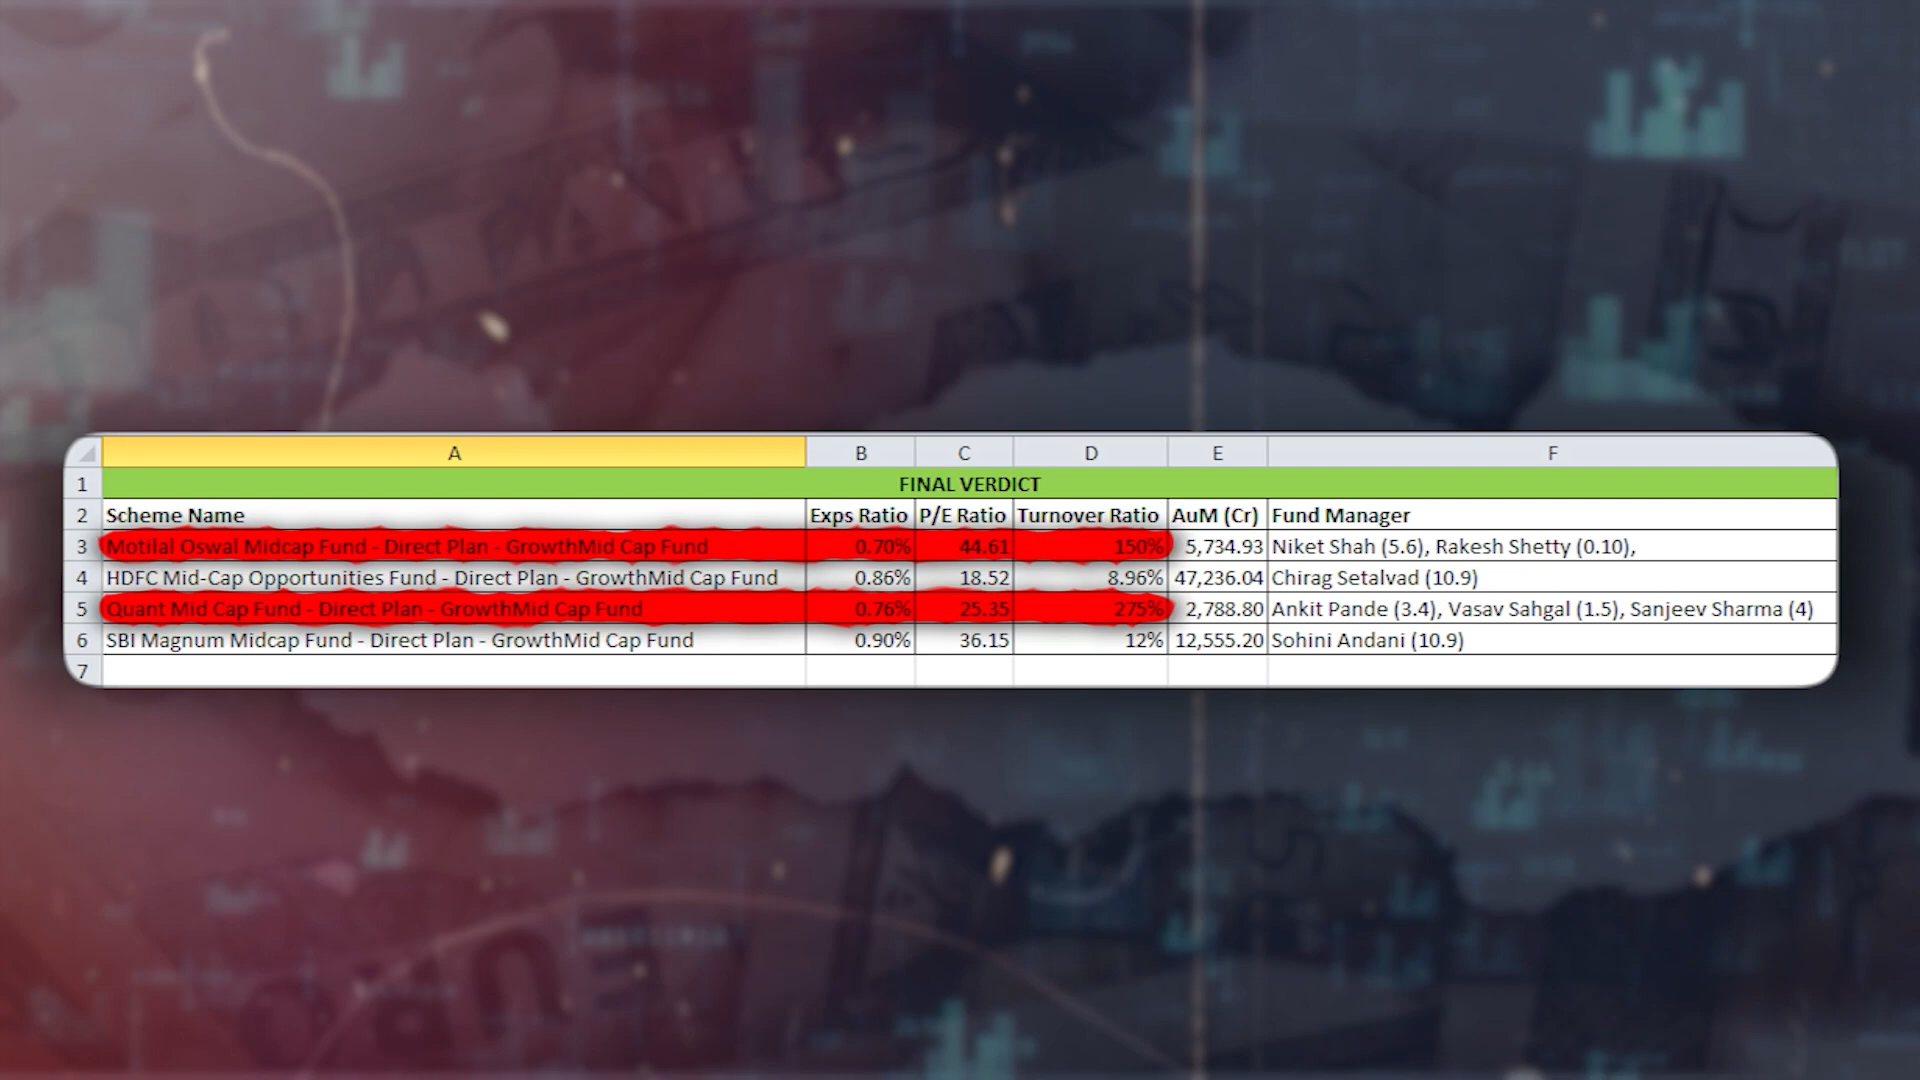 A B C D E F
1 FINAL VERDICT
2 Scheme Name Exps Ratio P/E Ratio Turnover Ratio AuM (Cr) Fund Manager
3 Motilal Oswal Midcap Fund - Direct Plan - GrowthMid Cap Fund 0.70% 44.61 150% 5,734.93 Niket Shah (5.6), Rakesh Shetty (0.10),
4 HDFC Mid-Cap Opportunities Fund - Direct Plan - GrowthMid Cap Fund 0.86% 18.52 8.96% 47,236.04 Chirag Setalvad (10.9)
5 Quant Mid Cap Fund - Direct Plan - GrowthMid Cap Fund 0.76% 25.35 275% 2,788.80 Ankit Pande (3.4), Vasav Sahgal (1.5), Sanjeev Sharma (4)
6 SBI Magnum Midcap Fund - Direct Plan - GrowthMid Cap Fund 0.90% 36.15 12% 12,555.20 Sohini Andani (10.9)
7